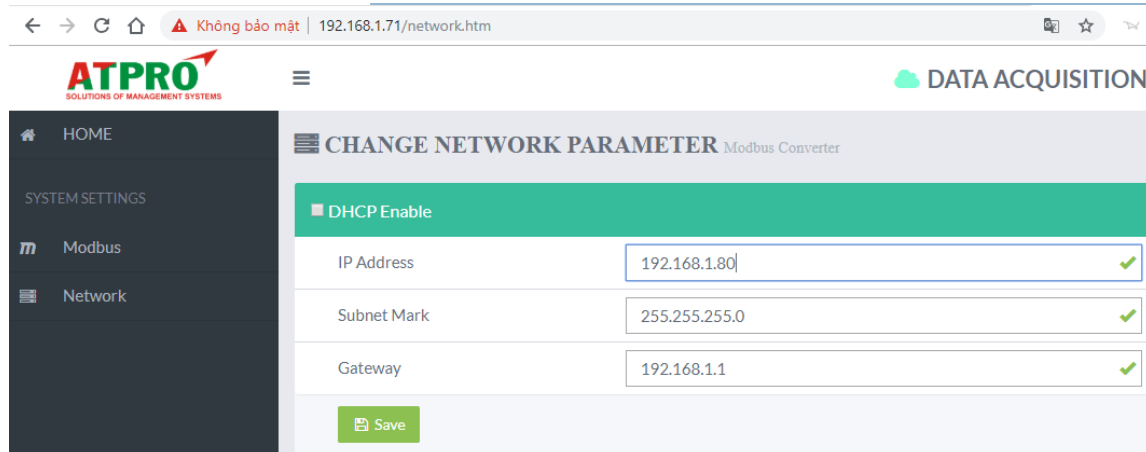 Không bảo mật | 192.168.1.71/network.htm
ATPRO
SOLUTIONS OF MANAGEMENT SYSTEMS
DATA ACQUISITION
HOME
CHANGE NETWORK PARAMETER Modbus Converter
SYSTEM SETTINGS
DHCP Enable
Modbus
IP Address 192.168.1.80
Network
Subnet Mark 255.255.255.0
Gateway 192.168.1.1
Save